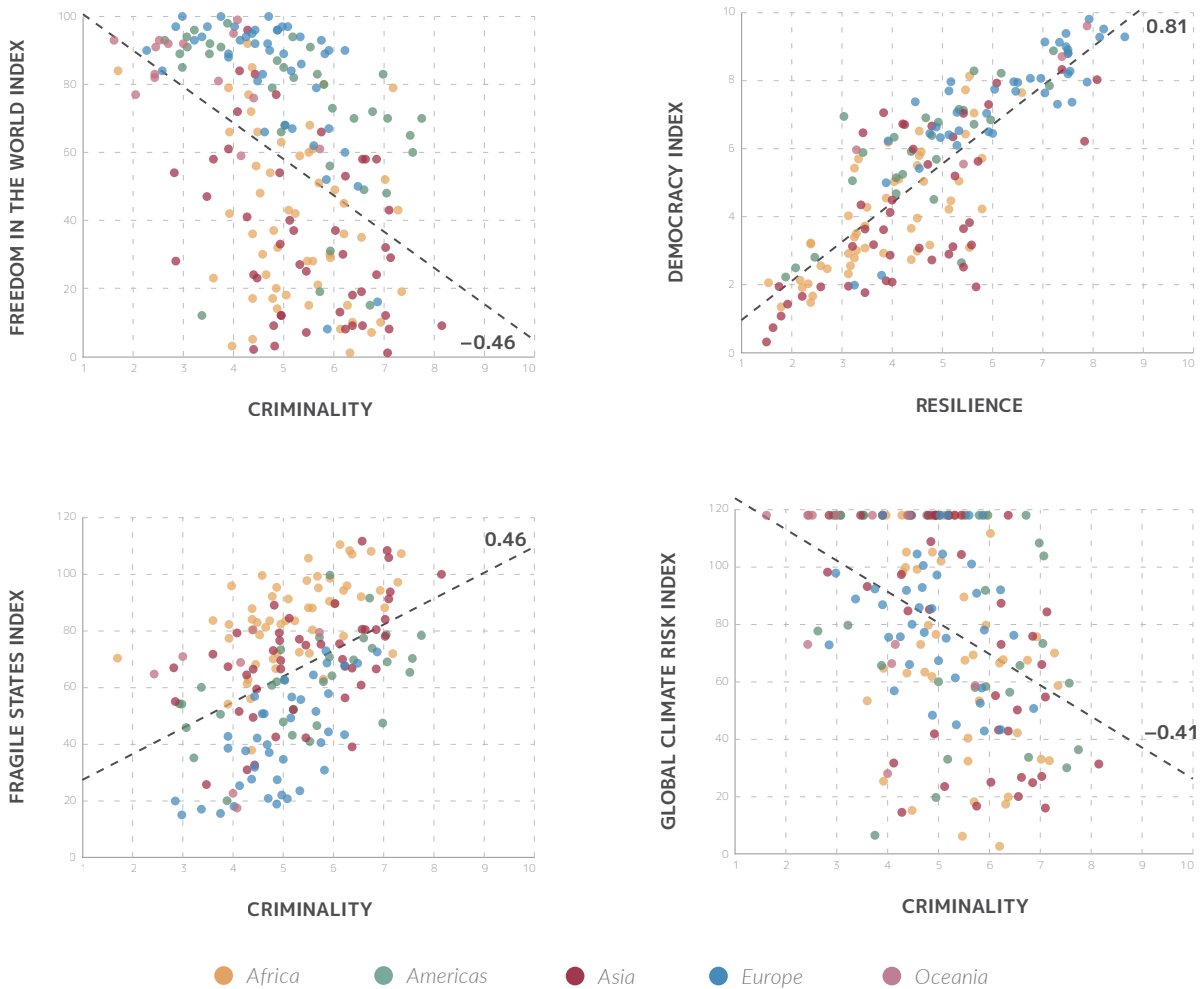 FREEDOM IN THE WORLD INDEX
100
80
60
40
20
0
1 2 3 4 5 6 7 8 9 10
−0.46
CRIMINALITY
DEMOCRACY INDEX
10
8
6
4
2
0
1 2 3 4 5 6 7 8 9 10
0.81
RESILIENCE
FRAGILE STATES INDEX
120
100
80
60
40
20
0
1 2 3 4 5 6 7 8 9 10
0.46
CRIMINALITY
GLOBAL CLIMATE RISK INDEX
120
100
80
60
40
20
0
1 2 3 4 5 6 7 8 9 10
−0.41
CRIMINALITY
Africa Americas Asia Europe Oceania